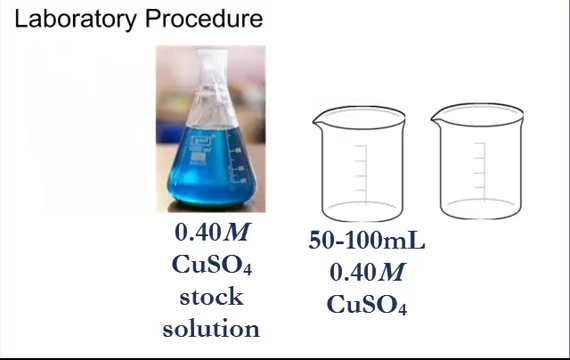 Laboratory Procedure
0.40M
CuSO₄
stock
solution
50-100mL
0.40M
CuSO₄